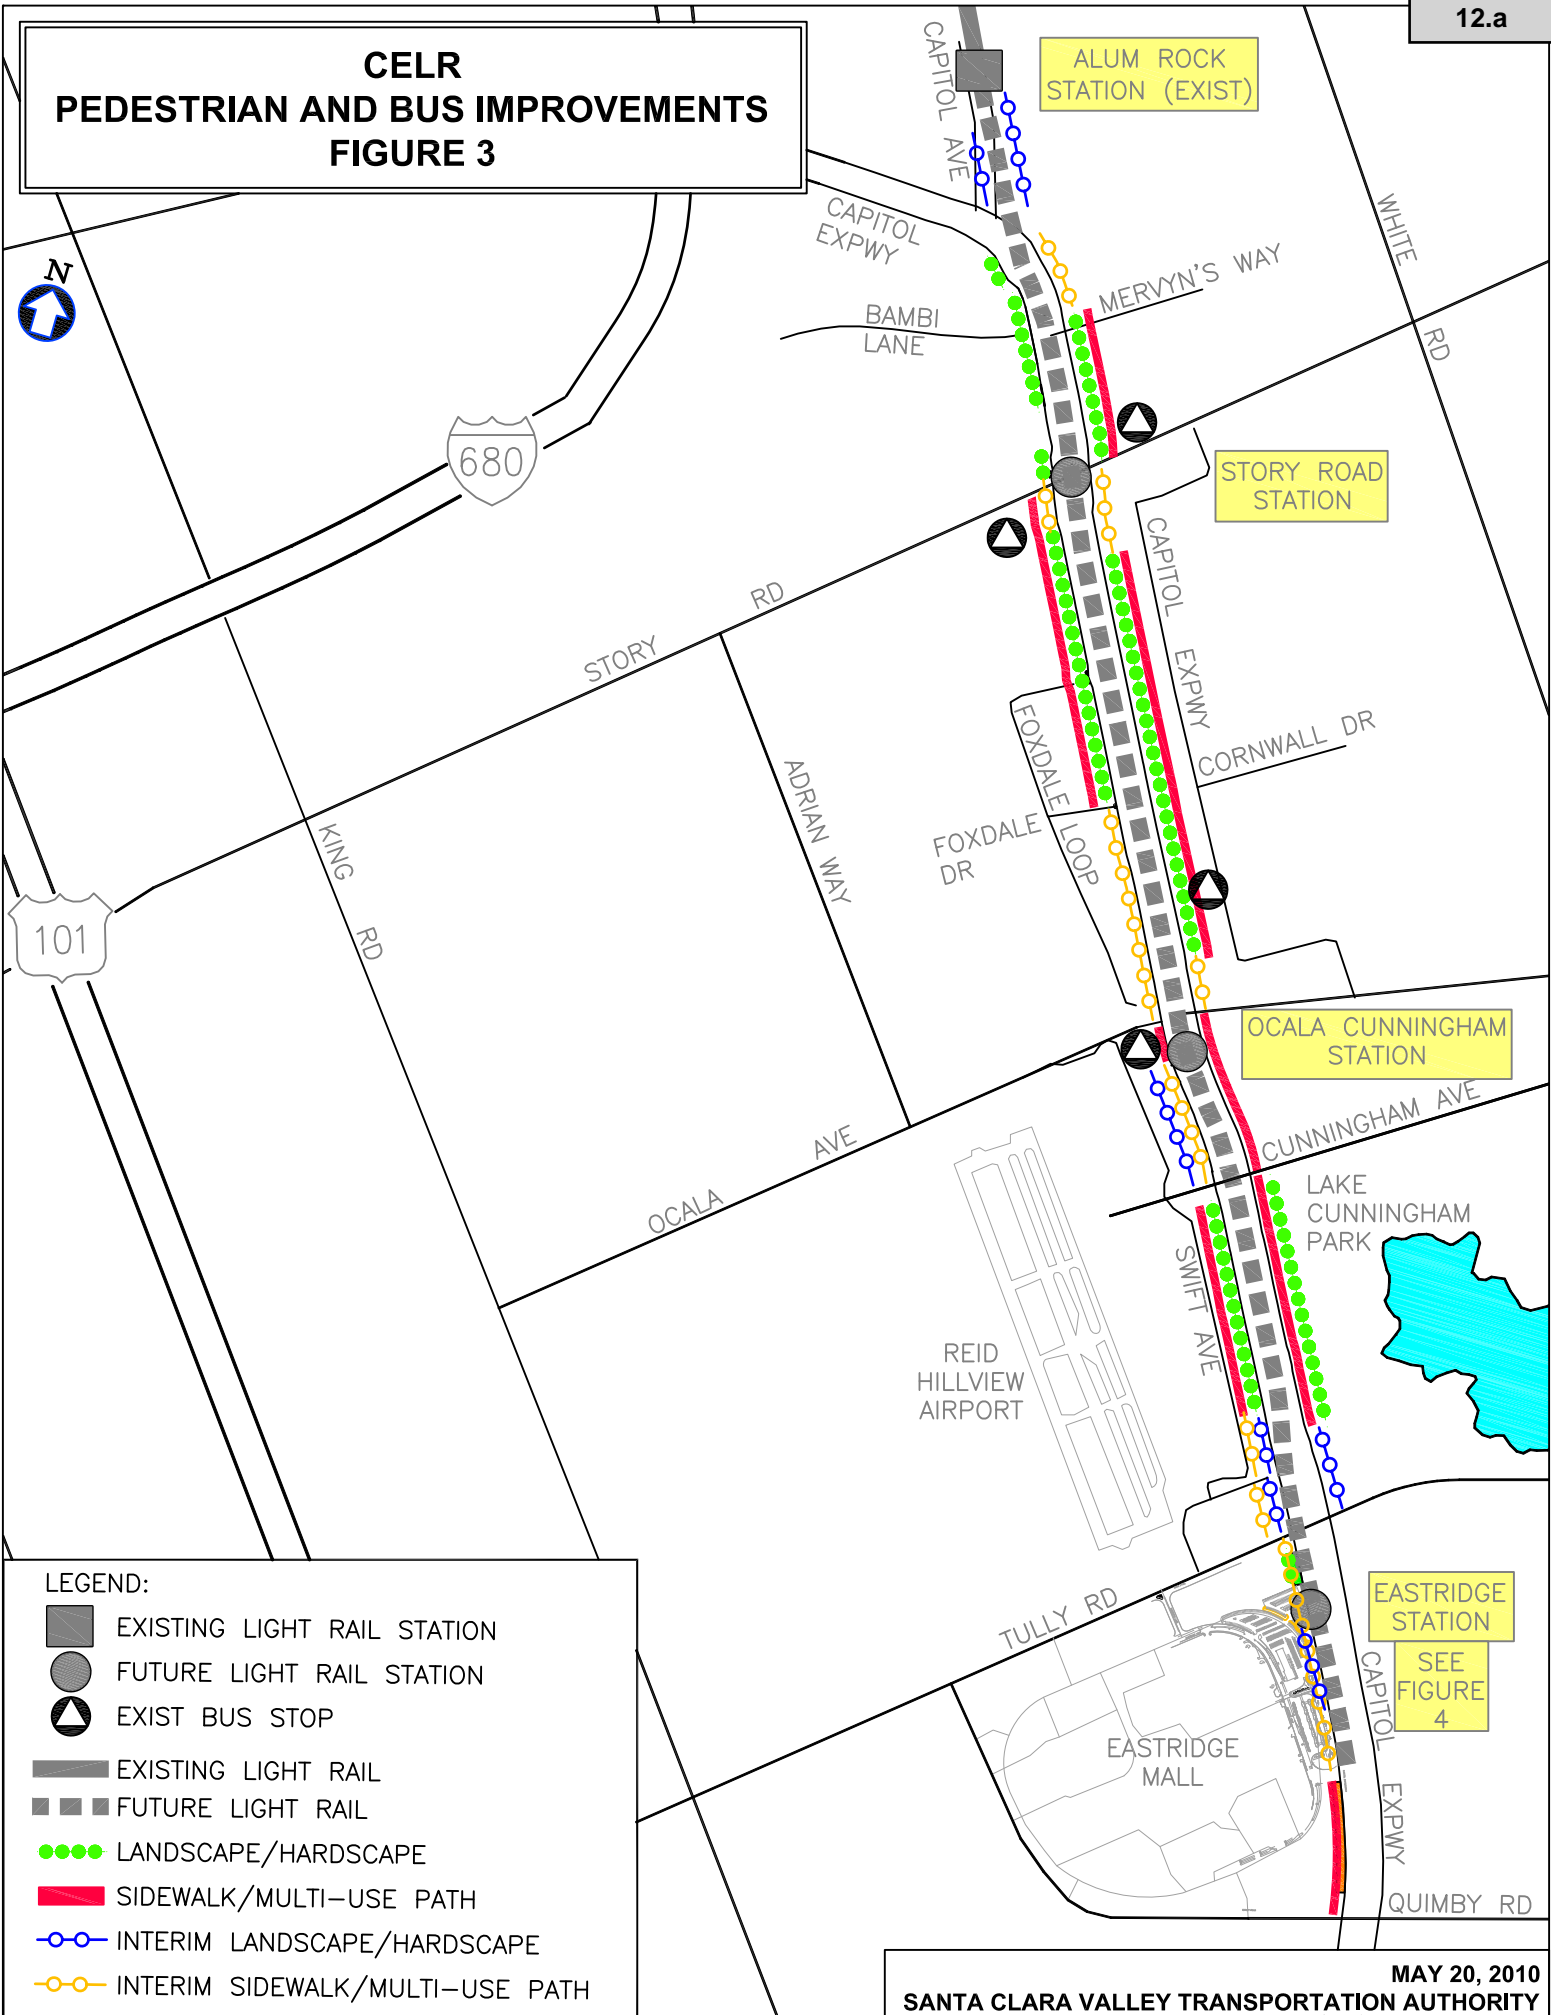 12.a
CELR
PEDESTRIAN AND BUS IMPROVEMENTS
FIGURE 3
CAPITOL AVE
ALUM ROCK
STATION (EXIST)
N
CAPITOL
EXPWY
WHITE
RD
MERVYN'S WAY
BAMBI
LANE
680
STORY ROAD
STATION
STORY RD
CAPITOL EXPWY
FOXDALE LOOP
CORNWALL DR
ADRIAN WAY
KING RD
FOXDALE
DR
101
OCALA CUNNINGHAM
STATION
CUNNINGHAM AVE
OCALA AVE
LAKE
CUNNINGHAM
PARK
SWIFT AVE
REID
HILLVIEW
AIRPORT
TULLY RD
EASTRIDGE
STATION
SEE
FIGURE
4
CAPITOL EXPWY
EASTRIDGE
MALL
QUIMBY RD
LEGEND:
EXISTING LIGHT RAIL STATION
FUTURE LIGHT RAIL STATION
EXIST BUS STOP
EXISTING LIGHT RAIL
FUTURE LIGHT RAIL
LANDSCAPE/HARDSCAPE
SIDEWALK/MULTI-USE PATH
INTERIM LANDSCAPE/HARDSCAPE
INTERIM SIDEWALK/MULTI-USE PATH
MAY 20, 2010
SANTA CLARA VALLEY TRANSPORTATION AUTHORITY